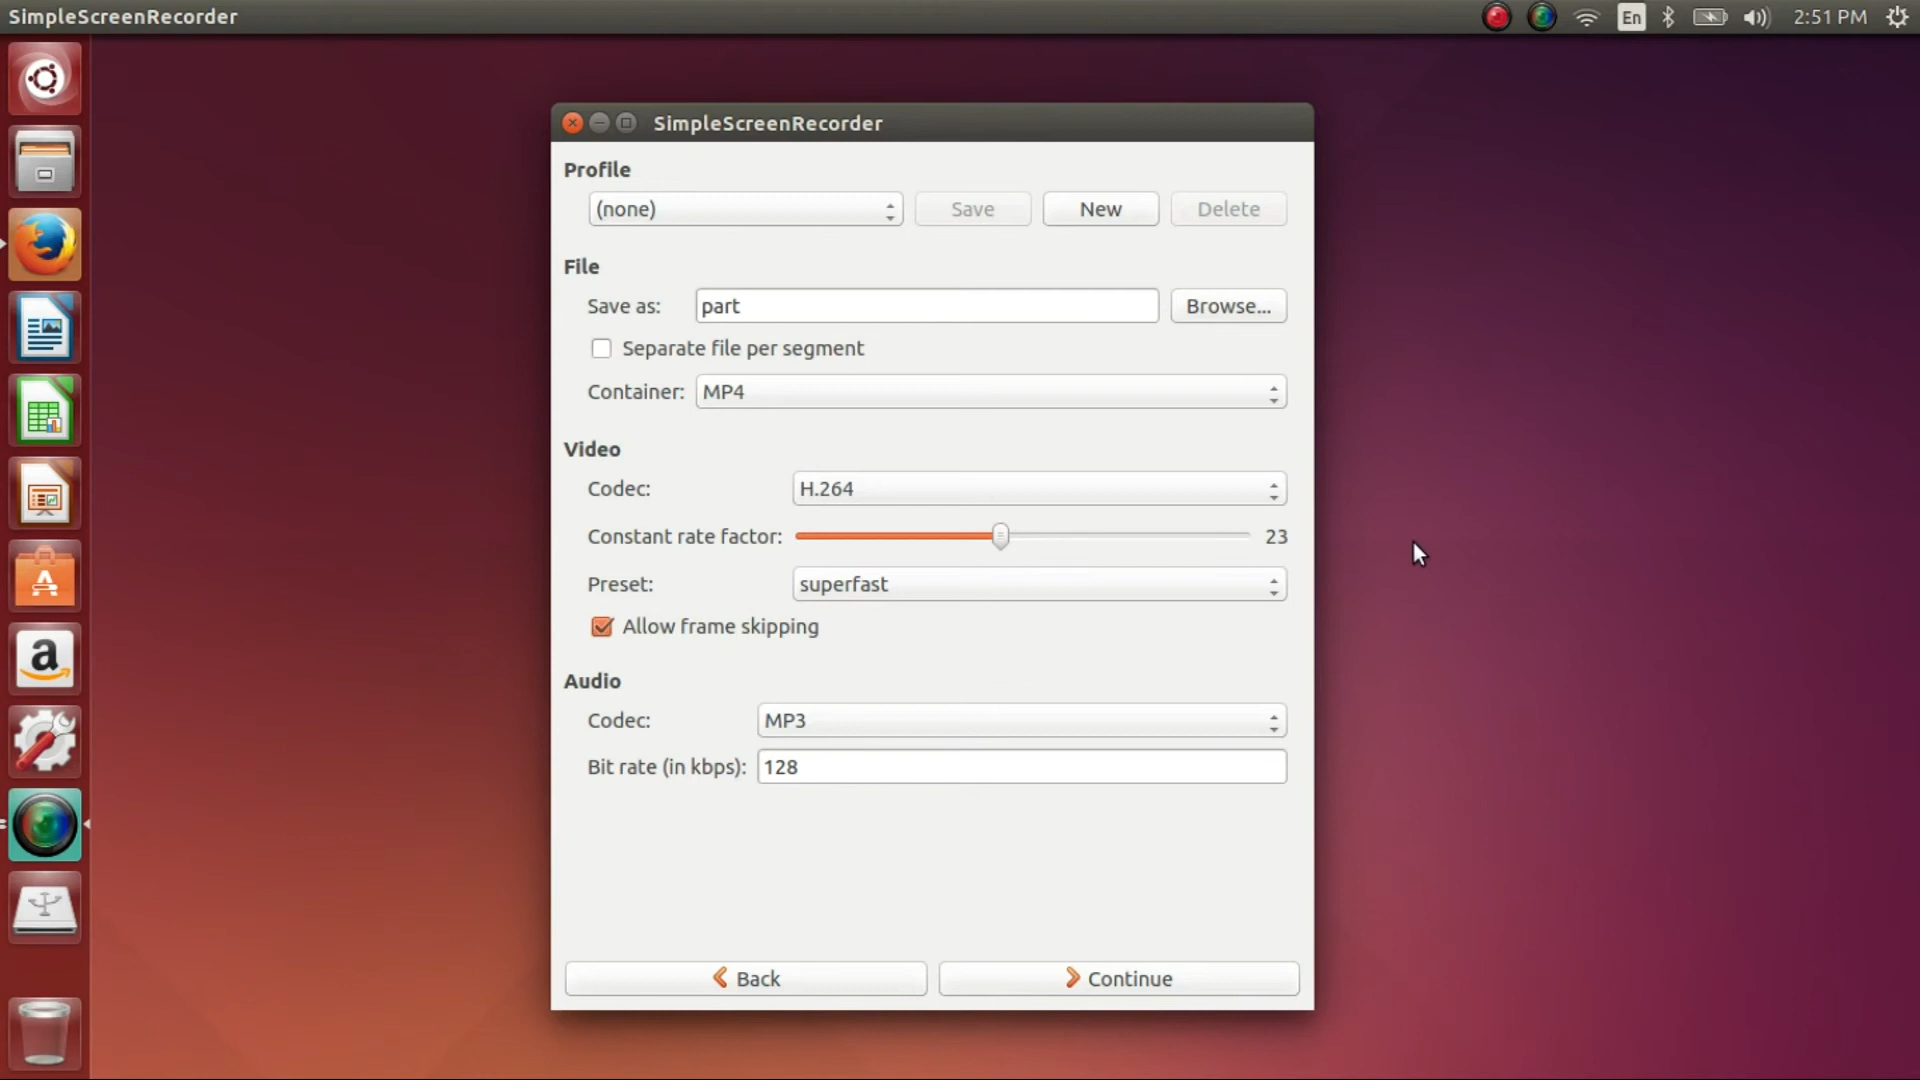 SimpleScreenRecorder
En
2:51 PM
SimpleScreenRecorder
Profile
(none)
Save
New
Delete
File
Save as:
part
Browse...
Separate file per segment
Container:
MP4
Video
Codec:
H.264
Constant rate factor:
23
Preset:
superfast
Allow frame skipping
Audio
Codec:
MP3
Bit rate (in kbps):
128
Back
Continue